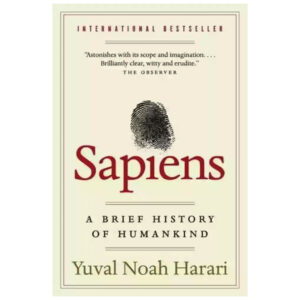 INTERNATIONAL BESTSELLER
"Astonishes with its scope and imagination. . . .
Brilliantly clear, witty and erudite."
THE OBSERVER
Sapiens
A BRIEF HISTORY
OF HUMANKIND
Yuval Noah Harari